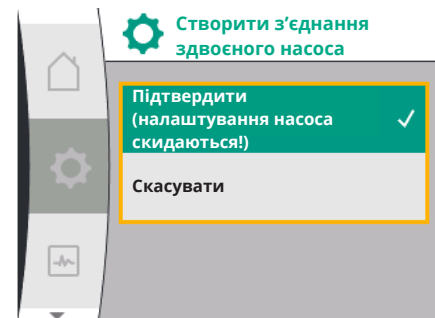 Створити з’єднання
здвоєного насоса
Підтвердити
(налаштування насоса
скидаються!)
Скасувати